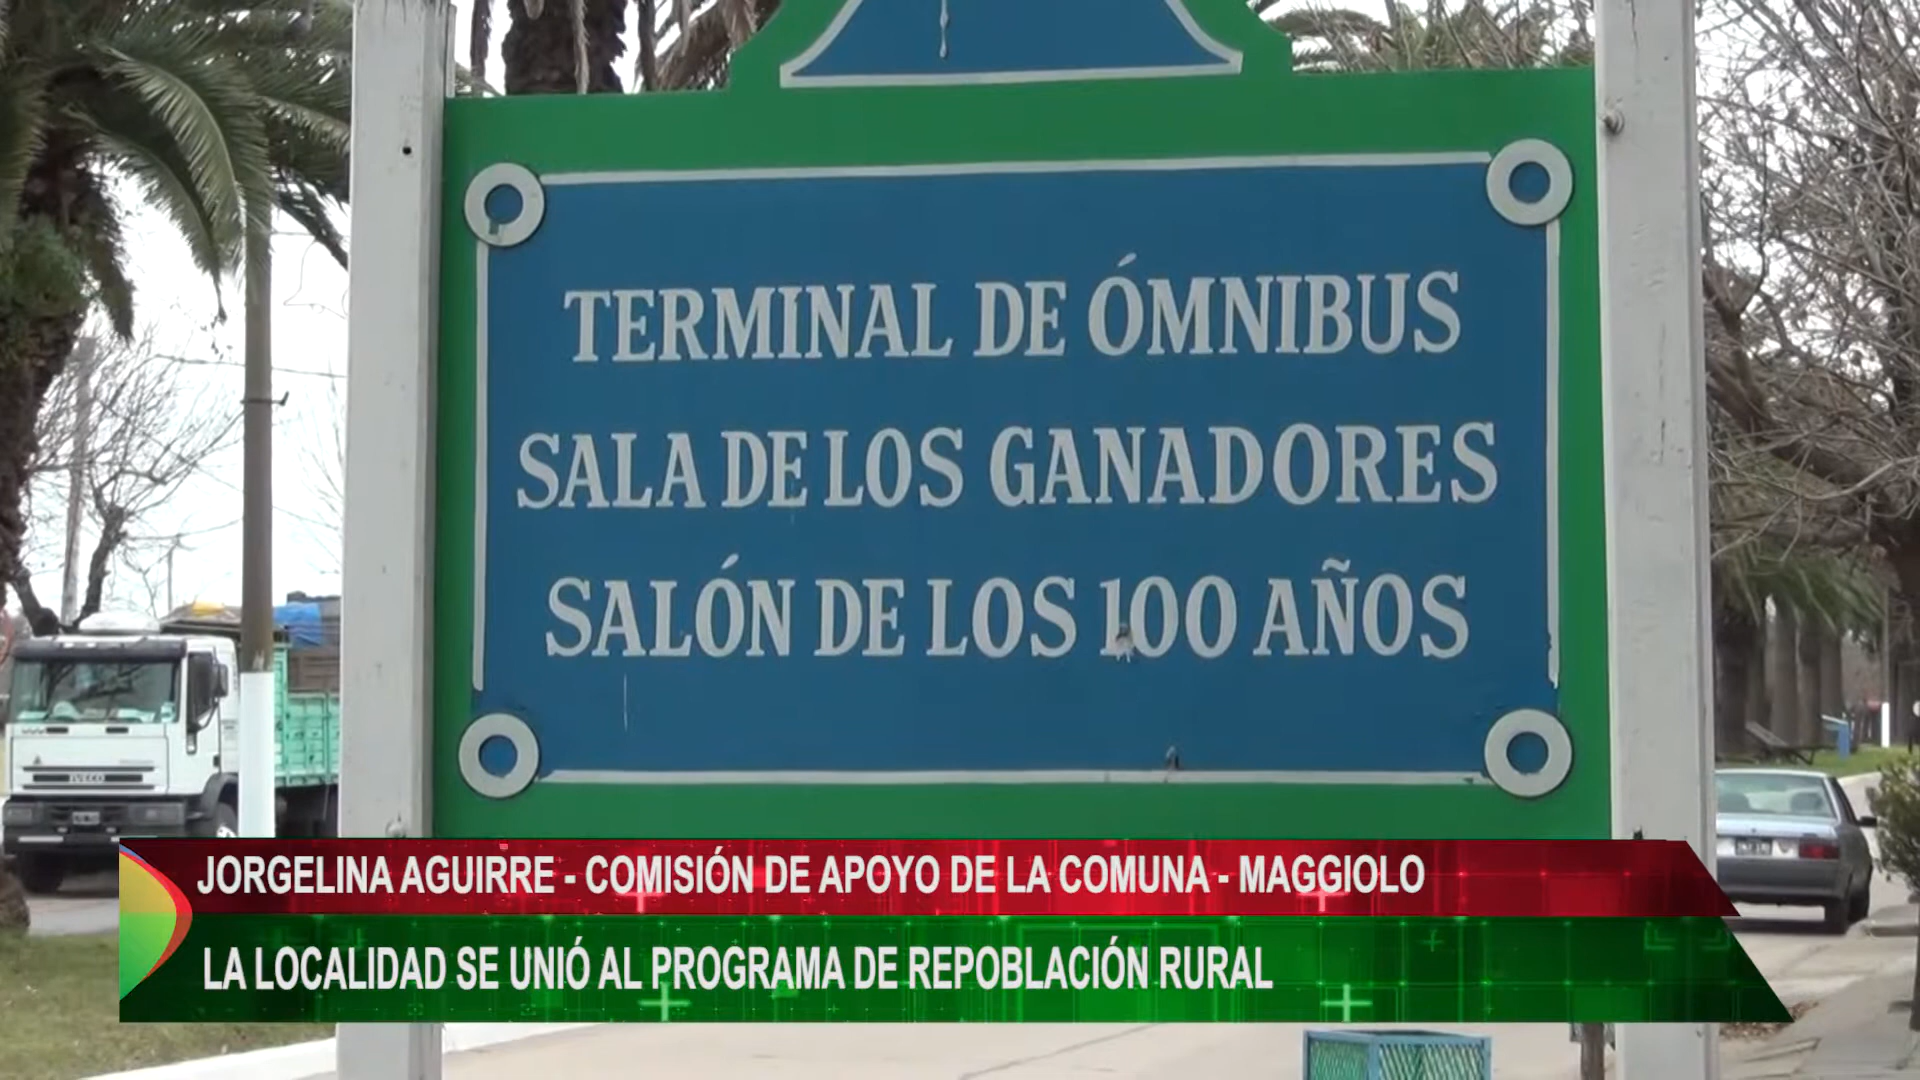 TERMINAL DE ÓMNIBUS
SALA DE LOS GANADORES
SALÓN DE LOS 100 AÑOS
IVECO
JORGELINA AGUIRRE - COMISIÓN DE APOYO DE LA COMUNA - MAGGIOLO
LA LOCALIDAD SE UNIÓ AL PROGRAMA DE REPOBLACIÓN RURAL